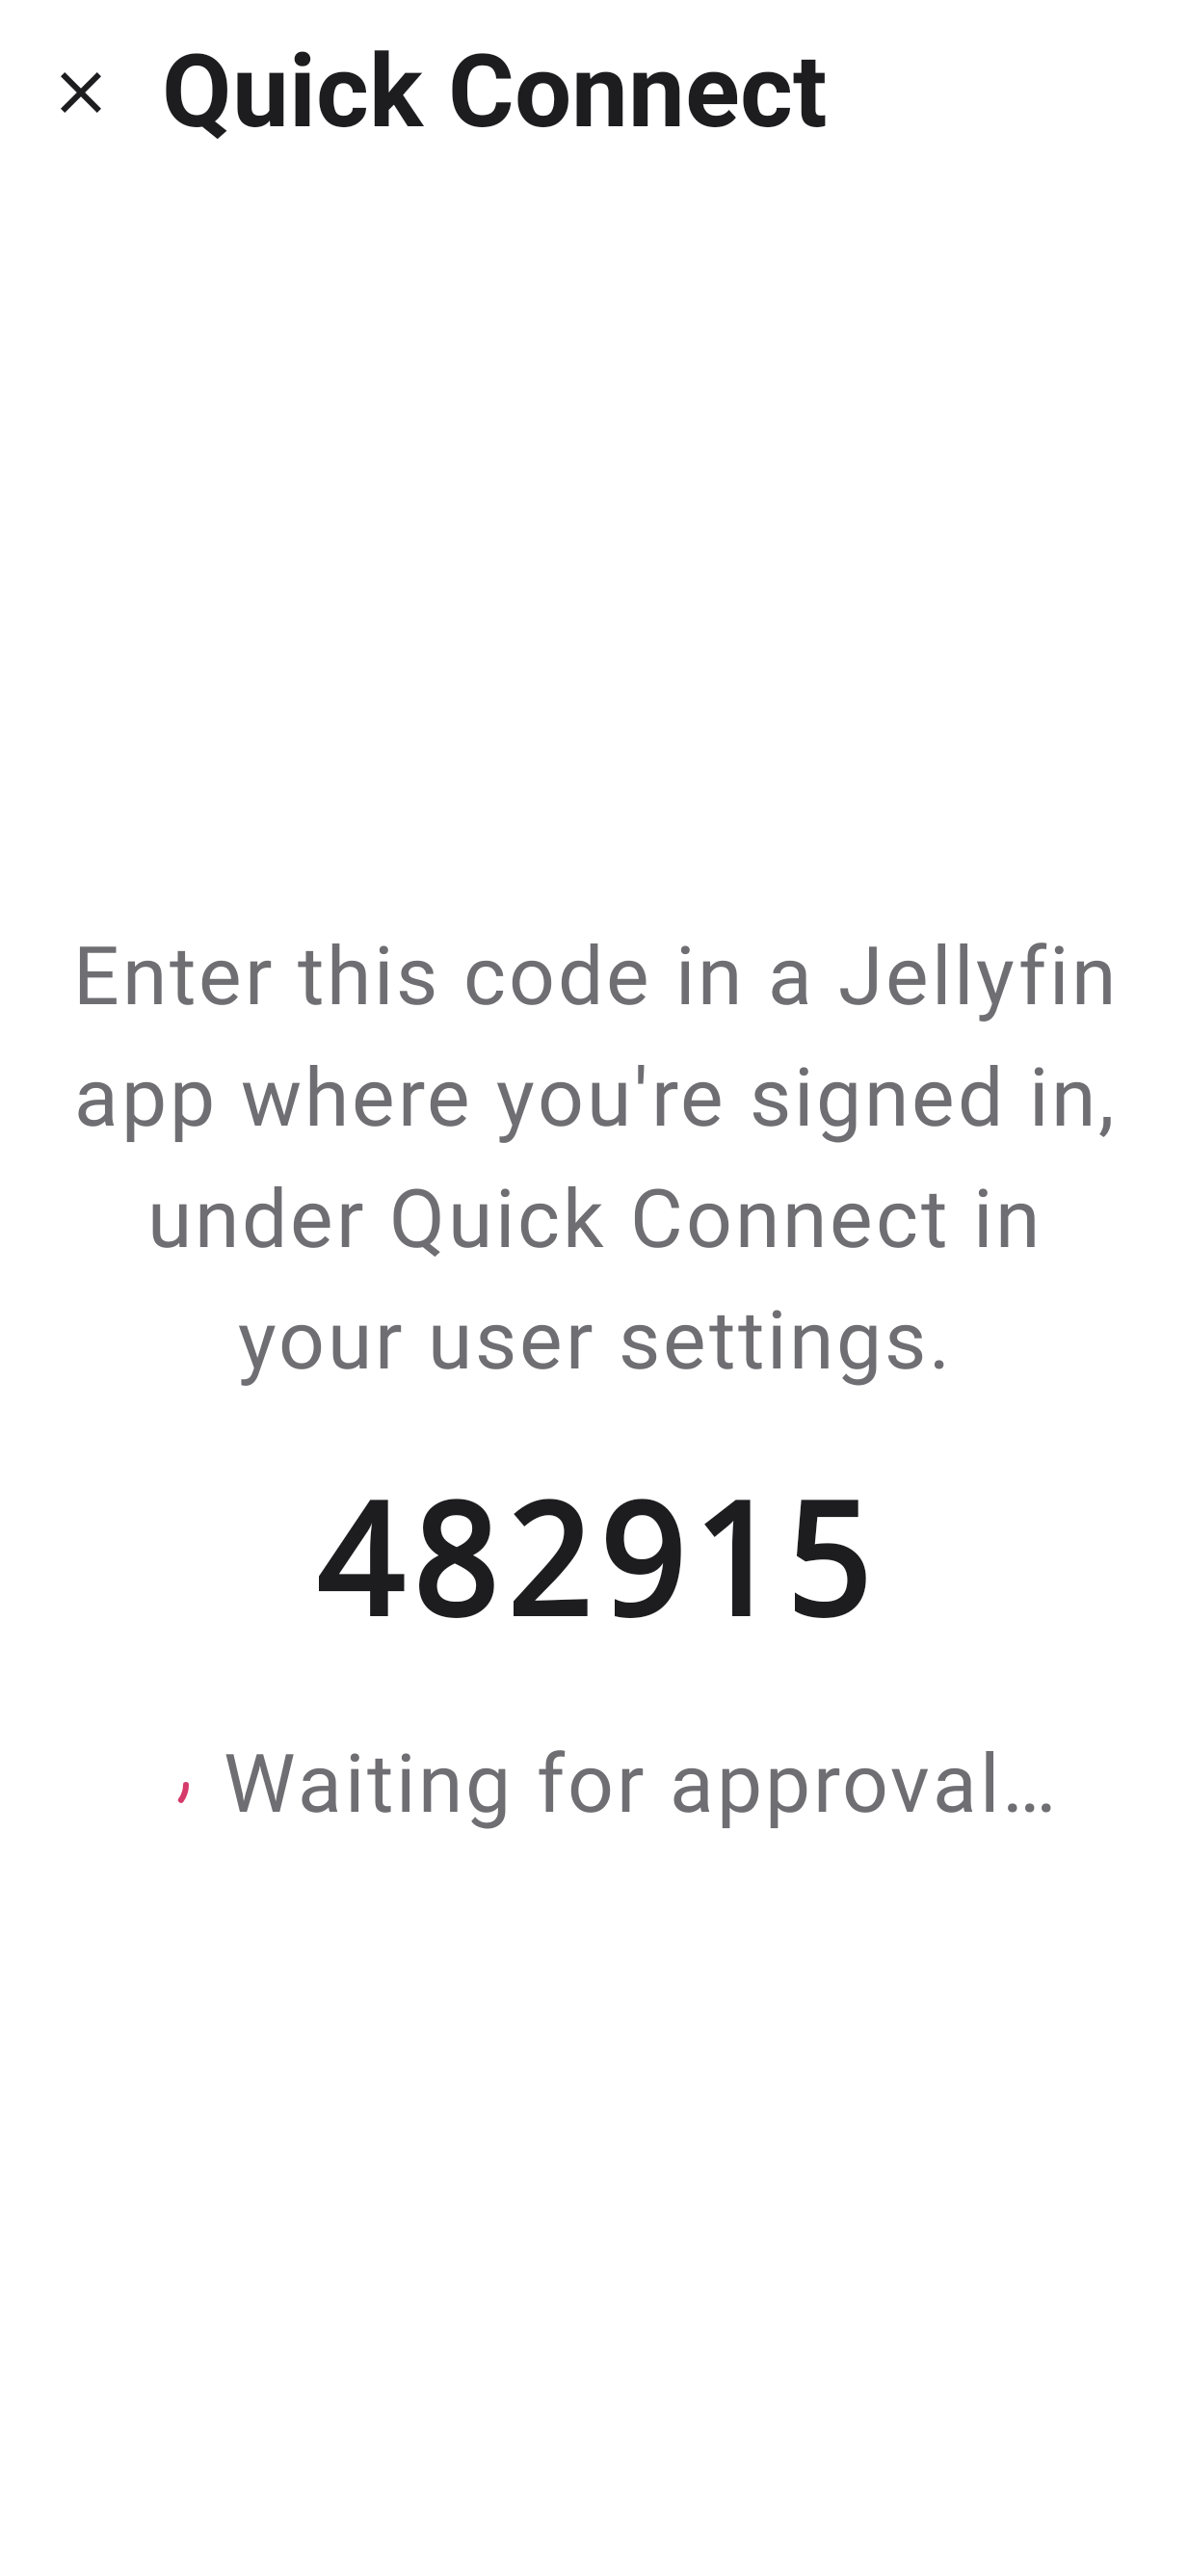 Quick Connect
Enter this code in a Jellyfin
app where you're signed in,
under Quick Connect in
your user settings.
482915
Waiting for approval…